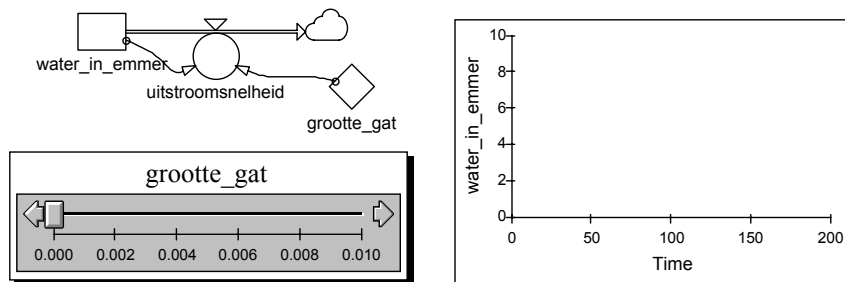 water_in_emmer
uitstroomsnelheid
grootte_gat
grootte_gat
0.000 0.002 0.004 0.006 0.008 0.010
water_in_emmer
10
8
6
4
2
0
0 50 100 150 200
Time